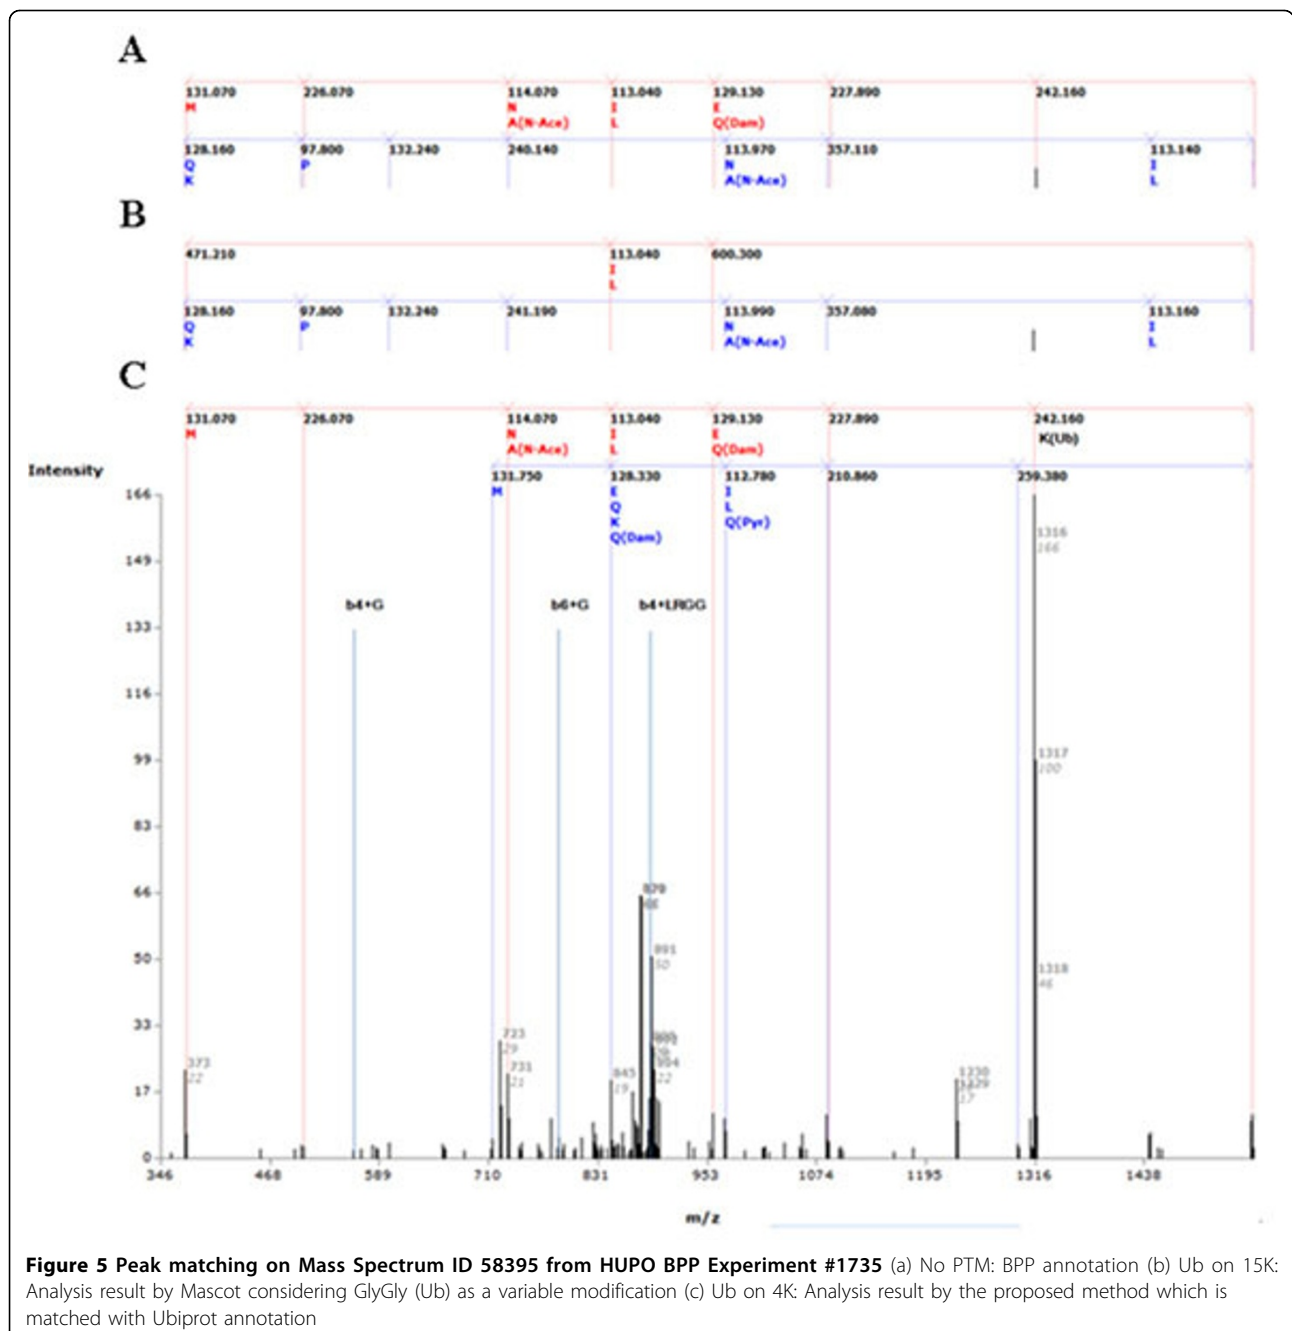 A
131.070 226.070 114.070 113.040 129.130 227.890 242.160
M N I E
A(N-Ace) L Q(Dam)
128.160 97.800 132.240 240.140 113.970 357.110 113.140
Q P N I
K A(N-Ace) L
B
471.210 113.040 600.300
I
L
128.160 97.800 132.240 241.190 113.990 357.080 113.160
Q P N I
K A(N-Ace) L
C
131.070 226.070 114.070 113.040 129.130 227.890 242.160
M N I E K(Ub)
A(N-Ace) L Q(Dam)
Intensity
131.750 128.330 112.780 210.860 259.380
M E I
Q L
K Q(Pyr)
Q(Dam)
166
1316
166
149
b4+G b6+G b4+LRGG
133
116
99
1317
100
83
66
891
50
50
1318
46
33
723
29
731
21
894
22
373
22
843
19
1230
1229
17
17
0
346 468 589 710 831 953 1074 1195 1316 1438
m/z
Figure 5 Peak matching on Mass Spectrum ID 58395 from HUPO BPP Experiment #1735 (a) No PTM: BPP annotation (b) Ub on 15K:
Analysis result by Mascot considering GlyGly (Ub) as a variable modification (c) Ub on 4K: Analysis result by the proposed method which is
matched with Ubiprot annotation